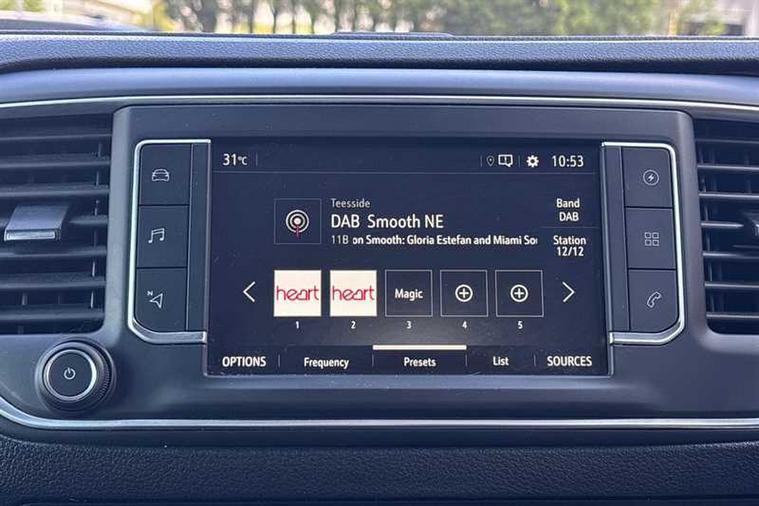 31°C
10:53
Teesside
DAB Smooth NE
11B on Smooth: Gloria Estefan and Miami Sou
Band
DAB
Station
12/12
heart
heart
Magic
1
2
3
4
5
OPTIONS
Frequency
Presets
List
SOURCES